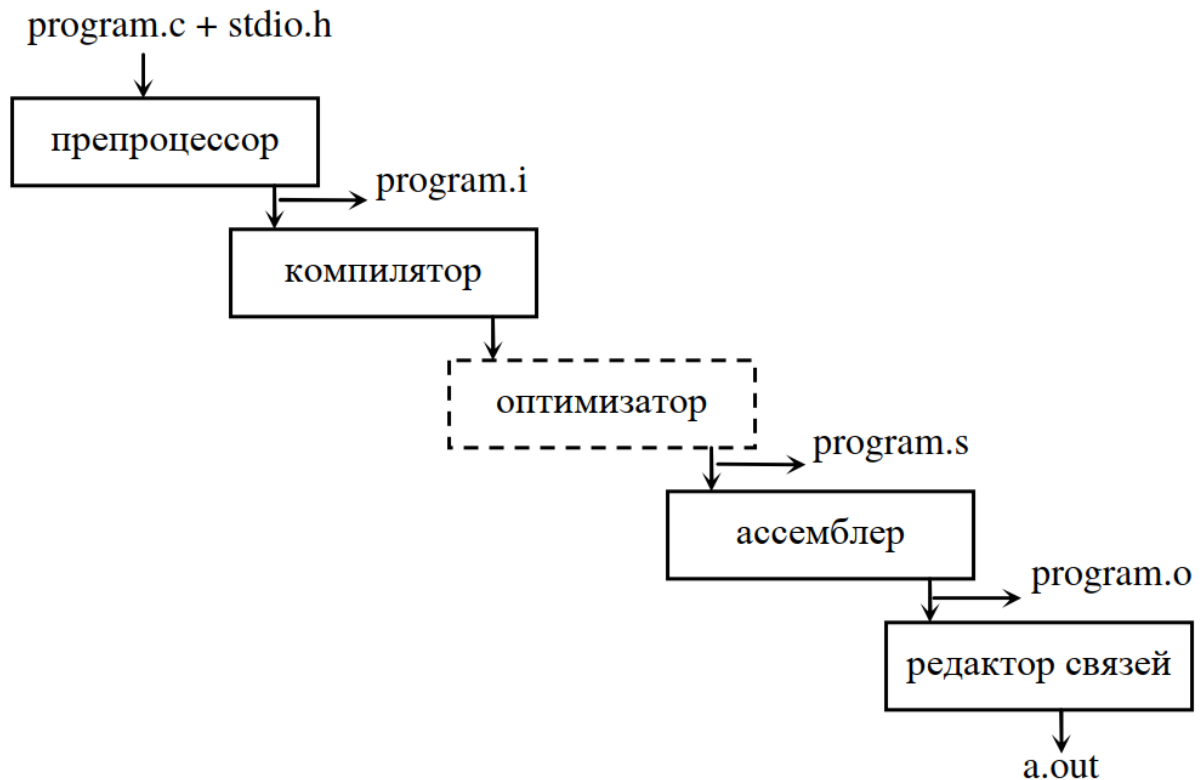 program.c + stdio.h
препроцессор
program.i
компилятор
оптимизатор
program.s
ассемблер
program.o
редактор связей
a.out